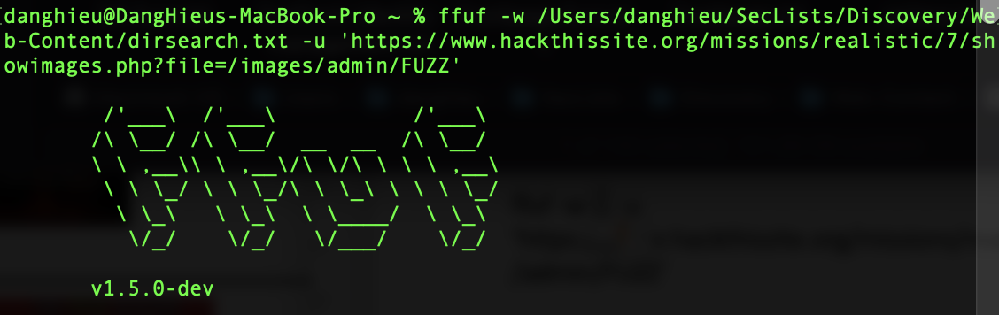 danghieu@DangHieus-MacBook-Pro ~ % ffuf -w /Users/danghieu/SecLists/Discovery/We
b-Content/dirsearch.txt -u 'https://www.hackthissite.org/missions/realistic/7/sh
owimages.php?file=/images/admin/FUZZ'
        /'___\  /'___\           /'___\
       /\ \__/ /\ \__/  __  __  /\ \__/
       \ \ ,__\\ \ ,__\/\ \/\ \ \ \ ,__\
        \ \ \_/ \ \ \_/\ \ \_\ \ \ \ \_/
         \ \_\   \ \_\  \ \____/  \ \_\
          \/_/    \/_/   \/___/    \/_/
       v1.5.0-dev